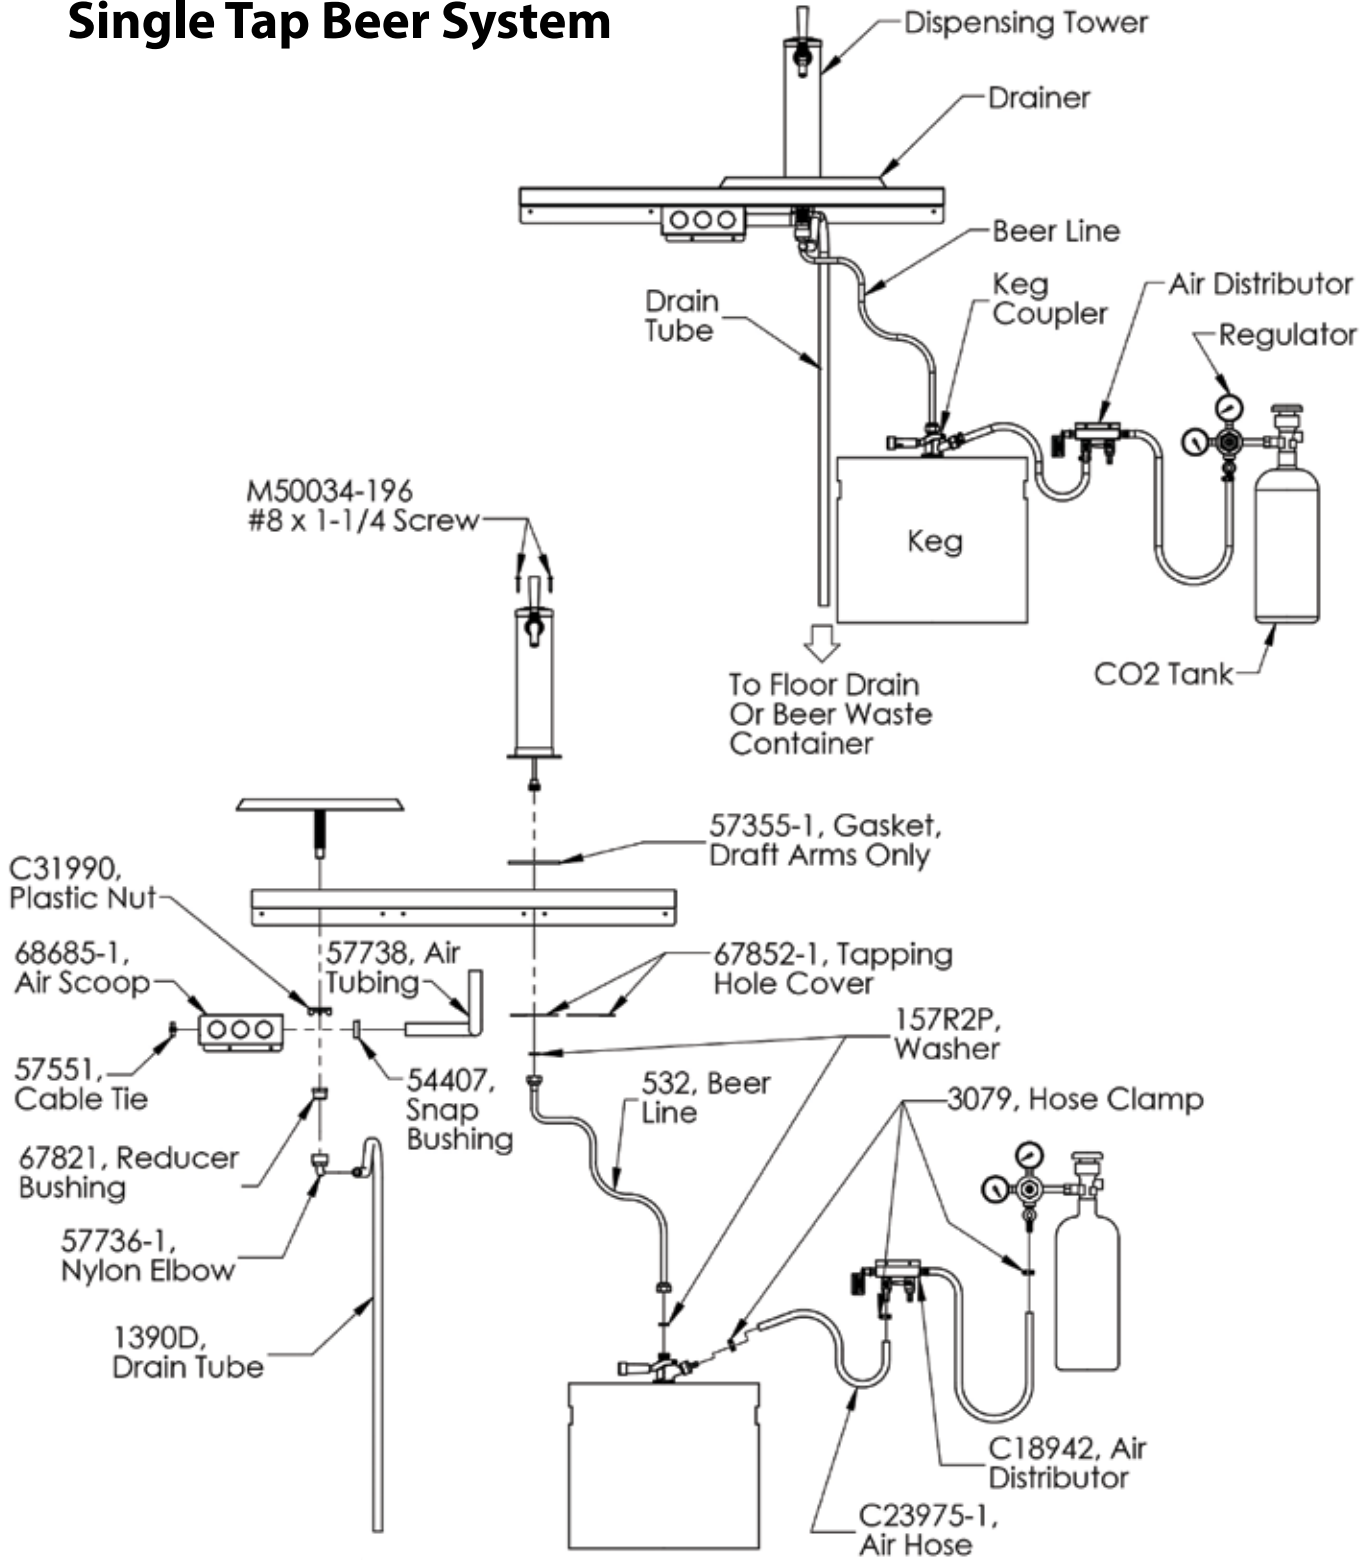 Single Tap Beer System
Dispensing Tower
Drainer
Beer Line
Keg
Coupler
Air Distributor
Regulator
Drain
Tube
Keg
CO2 Tank
To Floor Drain
Or Beer Waste
Container
M50034-196
#8 x 1-1/4 Screw
57355-1, Gasket,
Draft Arms Only
C31990,
Plastic Nut
68685-1,
Air Scoop
57738, Air
Tubing
67852-1, Tapping
Hole Cover
157R2P,
Washer
57551,
Cable Tie
54407,
Snap
Bushing
532, Beer
Line
3079, Hose Clamp
67821, Reducer
Bushing
57736-1,
Nylon Elbow
1390D,
Drain Tube
C18942, Air
Distributor
C23975-1,
Air Hose